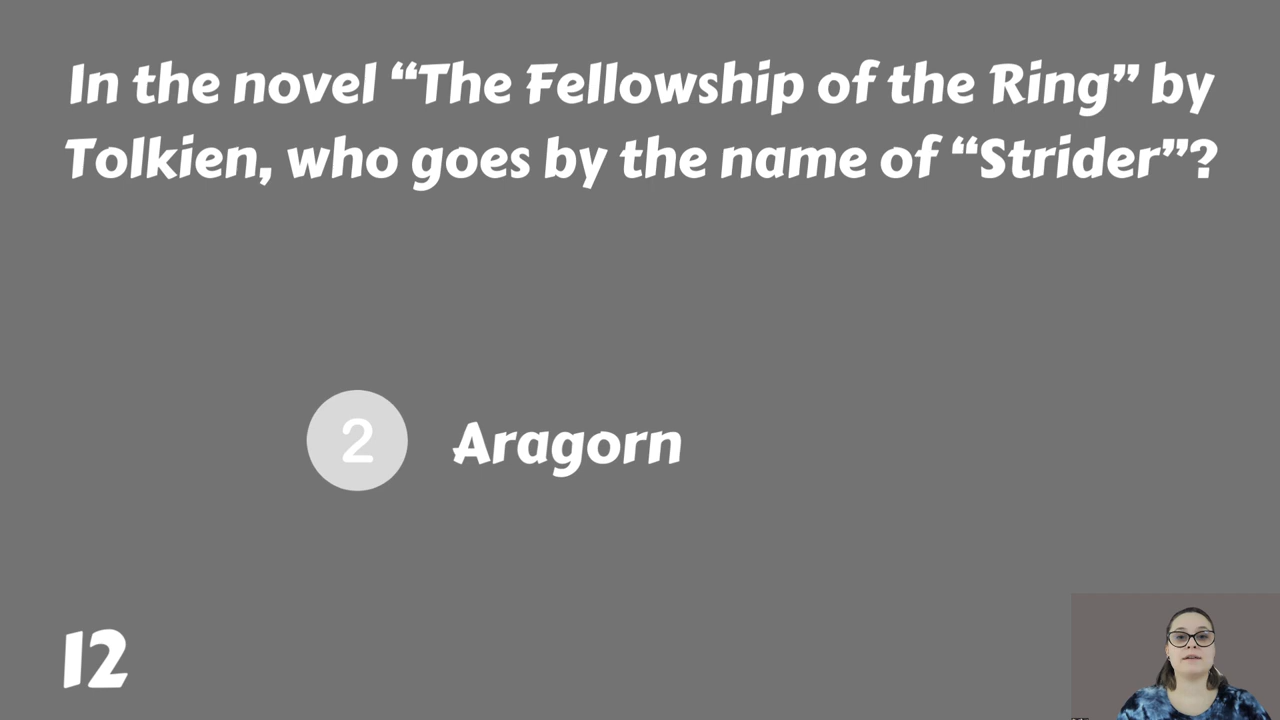 In the novel “The Fellowship of the Ring” by
Tolkien, who goes by the name of “Strider”?
2 Aragorn
12